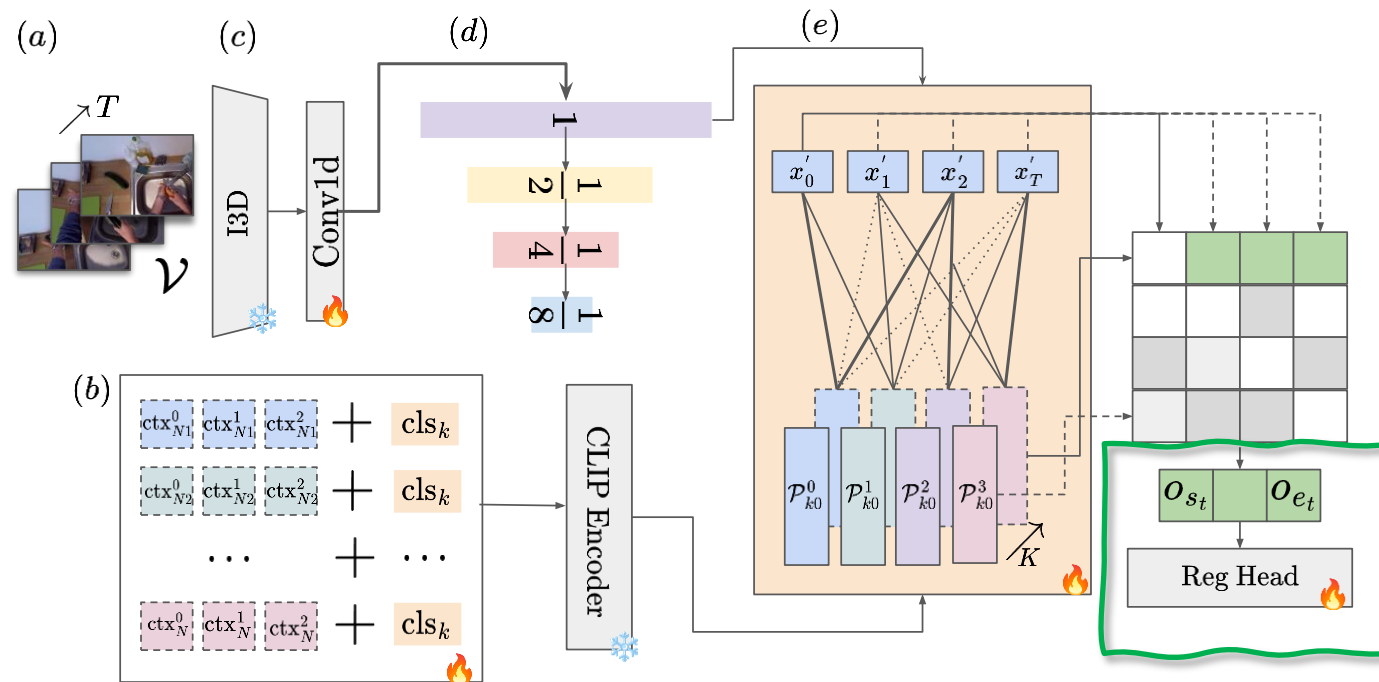 (a)
(c)
(d)
(e)
T
𝒱
I3D
Conv1d
1
1/2
1/4
1/8
x'_0 x'_1 x'_2 x'_T
(b)
ctx^0_{N1} ctx^1_{N1} ctx^2_{N1} + cls_k
ctx^0_{N2} ctx^1_{N2} ctx^2_{N2} + cls_k
... + ...
ctx^0_N ctx^1_N ctx^2_N + cls_k
CLIP Encoder
𝒫^0_{k0} 𝒫^1_{k0} 𝒫^2_{k0} 𝒫^3_{k0}
K
o_{s_t} o_{e_t}
Reg Head